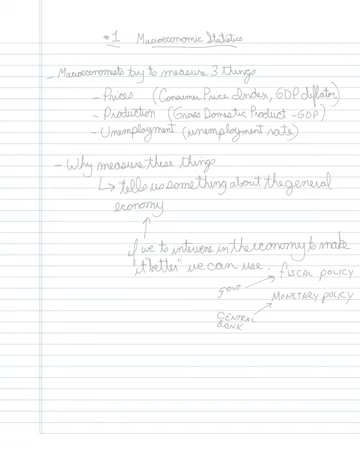 #1 Macroeconomic Statistics
- Macroeconomists try to measure 3 things
- Prices (Consumer Price Index, GDP deflator)
- Production (Gross Domestic Product - GDP)
- Unemployment (unemployment rate)
- Why measure these things
↳ tells us something about the general
economy
if we to intervene in the economy to make
it "better" we can use.
→ FISCAL POLICY
GOVT
→ MONETARY POLICY
CENTRAL
BANK